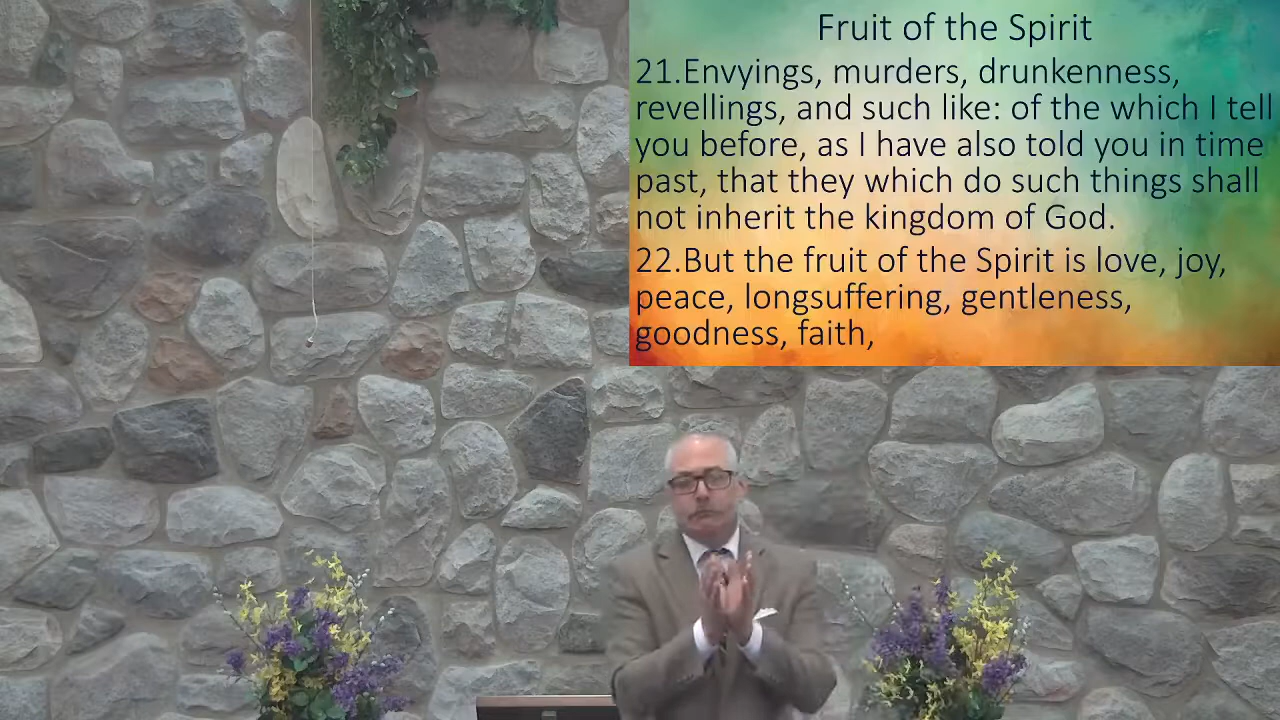 Fruit of the Spirit
21.Envyings, murders, drunkenness,
revellings, and such like: of the which I tell
you before, as I have also told you in time
past, that they which do such things shall
not inherit the kingdom of God.
22.But the fruit of the Spirit is love, joy,
peace, longsuffering, gentleness,
goodness, faith,